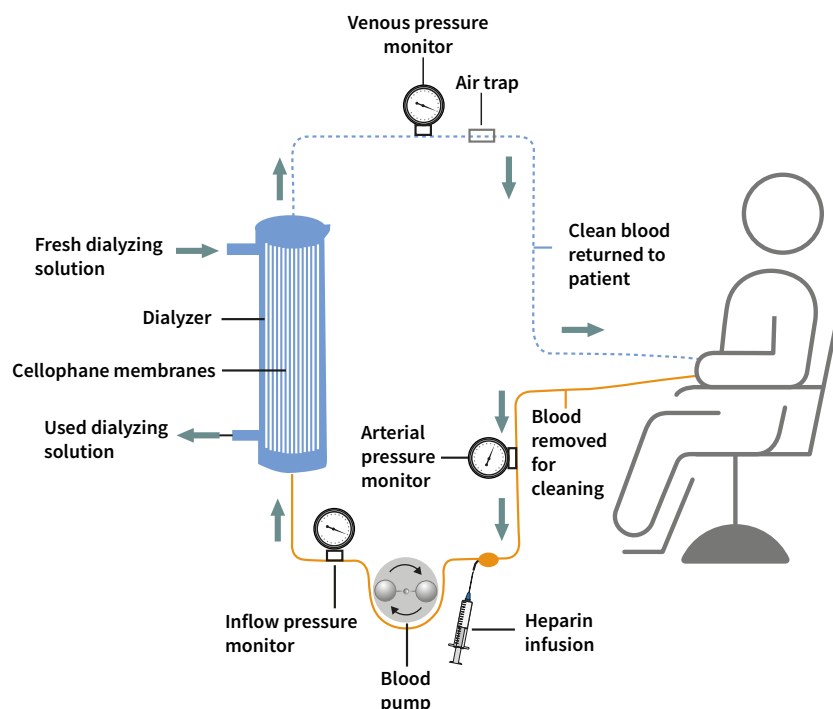 Venous pressure
monitor
Air trap
Fresh dialyzing
solution
Clean blood
returned to
patient
Dialyzer
Cellophane membranes
Used dialyzing
solution
Arterial
pressure
monitor
Blood
removed
for
cleaning
Inflow pressure
monitor
Heparin
infusion
Blood
pump